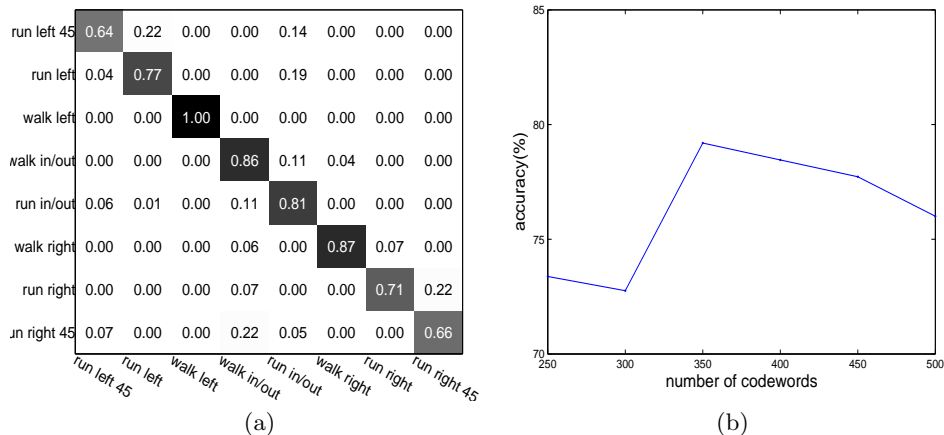 run left 45 0.64 0.22 0.00 0.00 0.14 0.00 0.00 0.00
run left 0.04 0.77 0.00 0.00 0.19 0.00 0.00 0.00
walk left 0.00 0.00 1.00 0.00 0.00 0.00 0.00 0.00
walk in/out 0.00 0.00 0.00 0.86 0.11 0.04 0.00 0.00
run in/out 0.06 0.01 0.00 0.11 0.81 0.00 0.00 0.00
walk right 0.00 0.00 0.00 0.06 0.00 0.87 0.07 0.00
run right 0.00 0.00 0.00 0.07 0.00 0.00 0.71 0.22
un right 45 0.07 0.00 0.00 0.22 0.05 0.00 0.00 0.66
run left 45
run left
walk left
walk in/out
run in/out
walk right
run right
run right 45
(a)
85
80
75
70
accuracy(%)
250 300 350 400 450 500
number of codewords
(b)